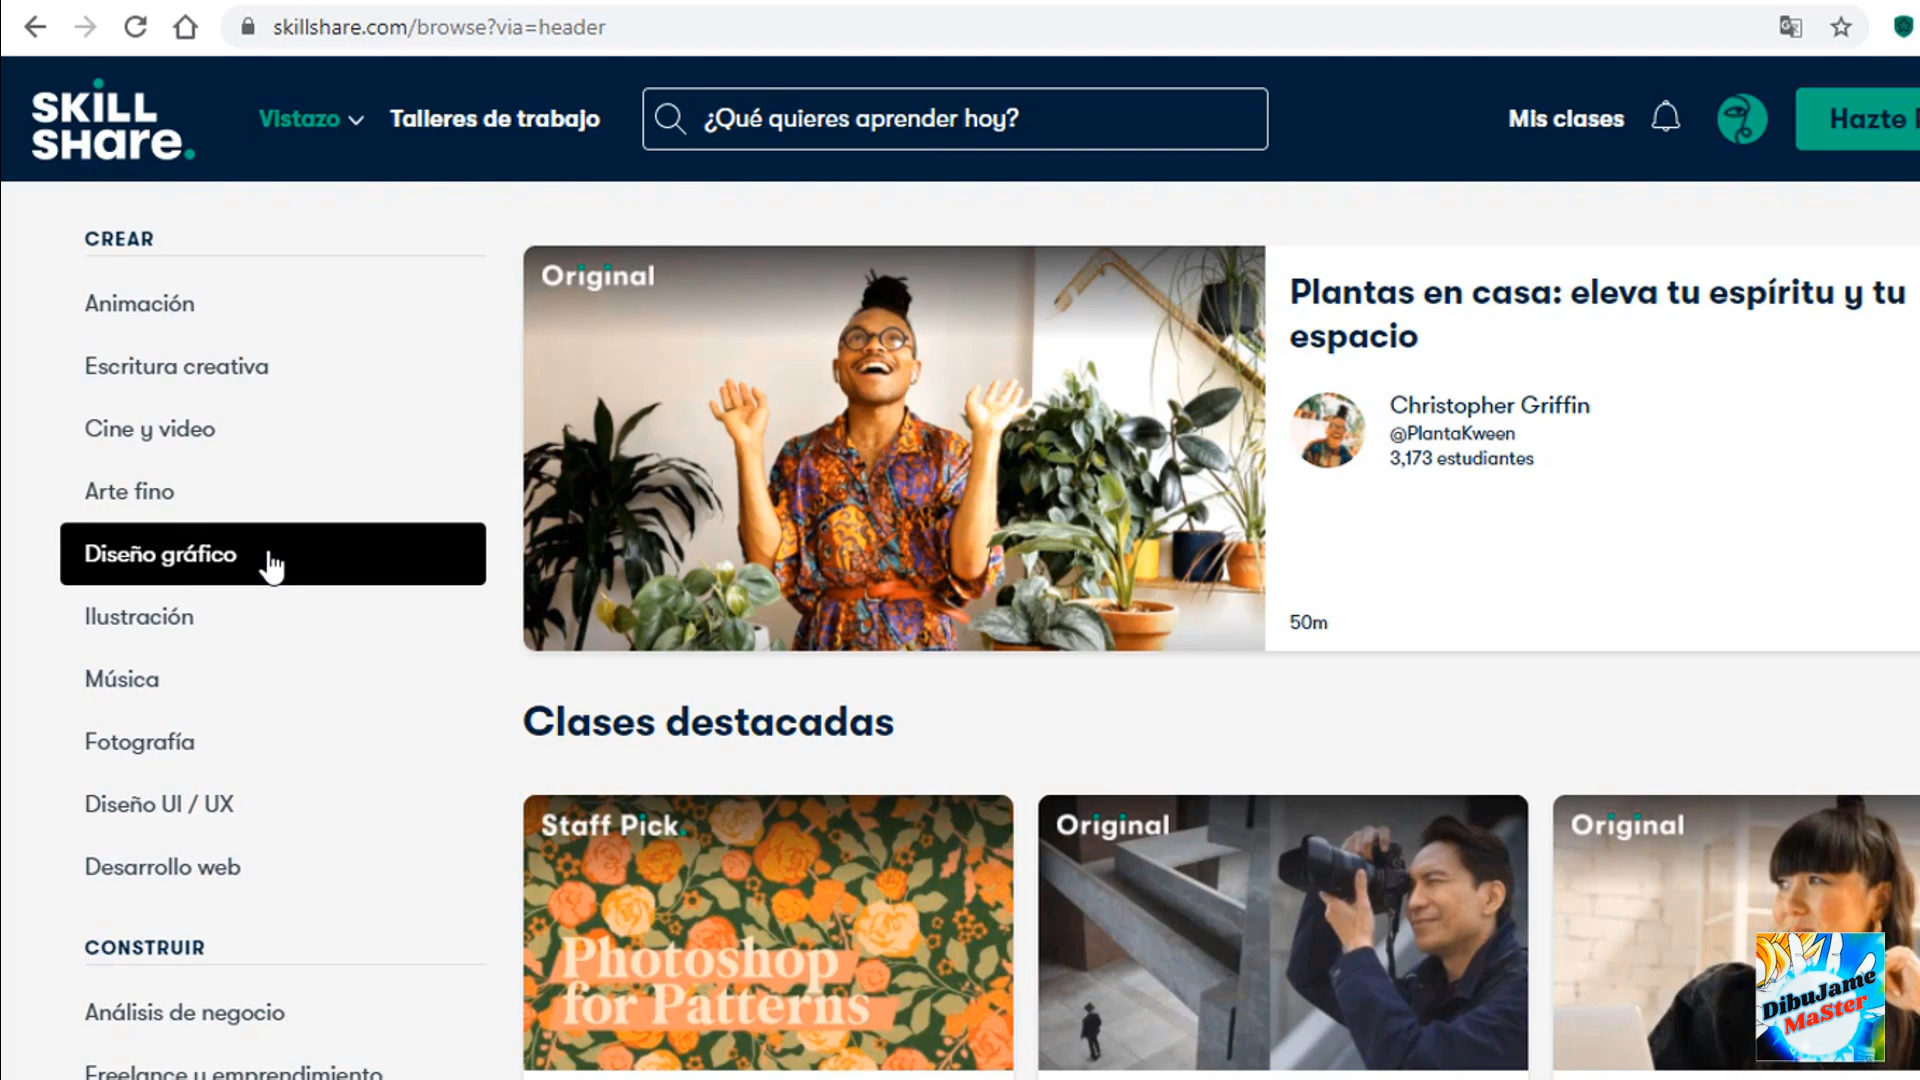 skillshare.com/browse?via=header
SKILL
SHare.
Vistazo
Talleres de trabajo
¿Qué quieres aprender hoy?
Mis clases
Hazte
CREAR
Animación
Escritura creativa
Cine y video
Arte fino
Diseño gráfico
Ilustración
Música
Fotografía
Diseño UI / UX
Desarrollo web
CONSTRUIR
Análisis de negocio
Freelance y emprendimiento
Original
Plantas en casa: eleva tu espíritu y tu
espacio
Christopher Griffin
@PlantaKween
3,173 estudiantes
50m
Clases destacadas
Staff Pick.
Photoshop
for Patterns
Original
Original
DibuJame
MaSter